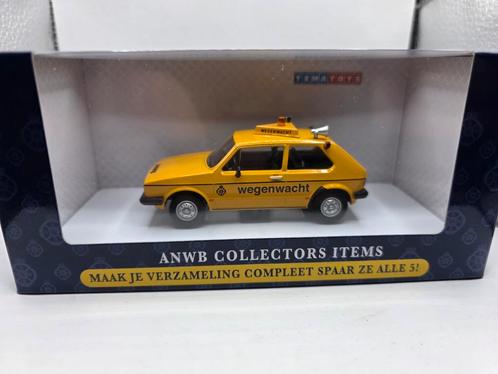 TEMATOYS
WEGENWACHT
wegenwacht
ANWB COLLECTORS ITEMS
MAAK JE VERZAMELING COMPLEET SPAAR ZE ALLE 5!